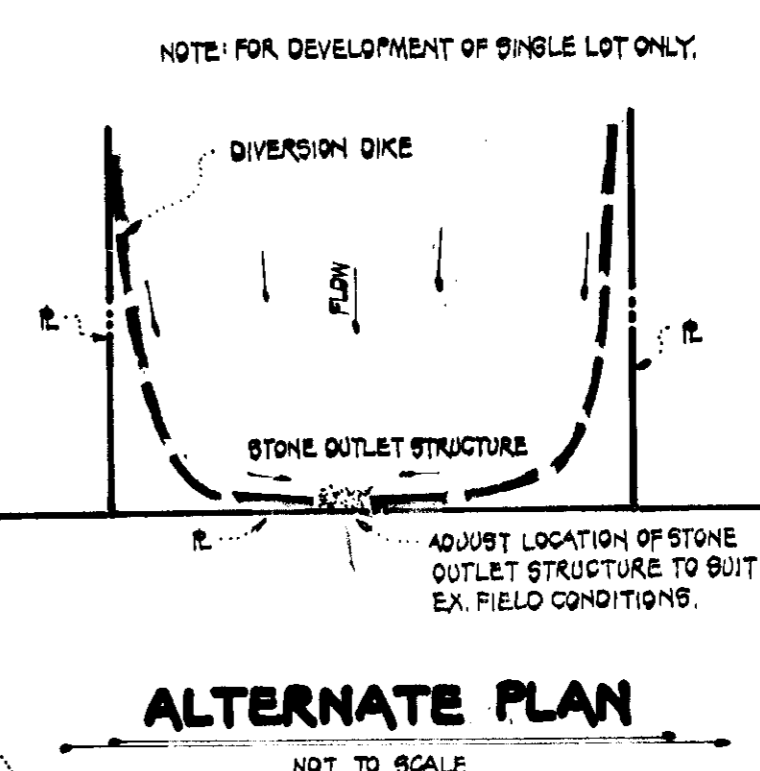 NOTE: FOR DEVELOPMENT OF SINGLE LOT ONLY.
DIVERSION DIKE
FLOW
℄
℄
STONE OUTLET STRUCTURE
℄
ADJUST LOCATION OF STONE
OUTLET STRUCTURE TO SUIT
EX. FIELD CONDITIONS.
ALTERNATE PLAN
NOT TO SCALE